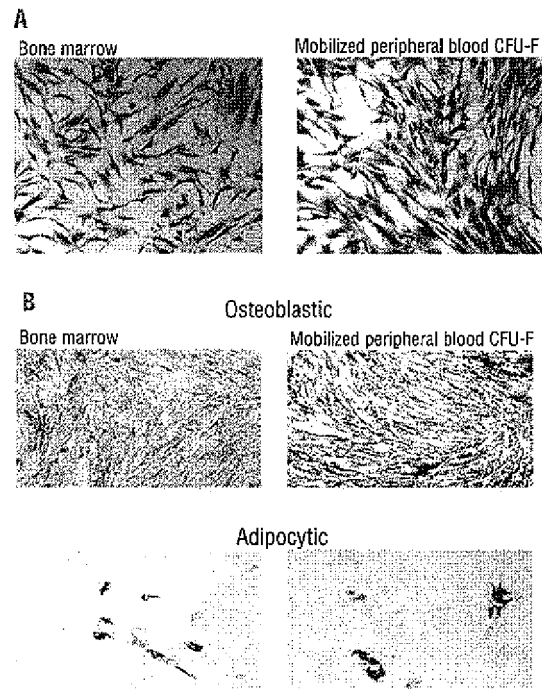 A
Bone marrow Mobilized peripheral blood CFU-F
B
Osteoblastic
Bone marrow Mobilized peripheral blood CFU-F
Adipocytic